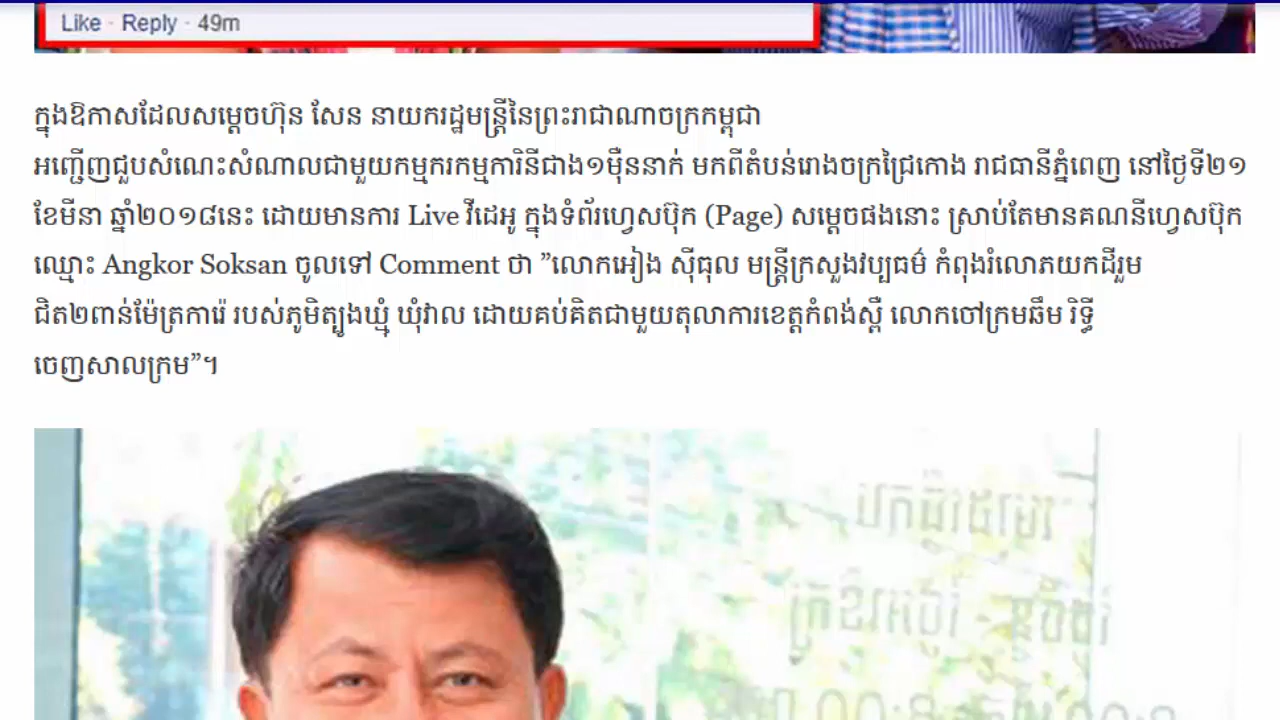 Like · Reply · 49m
ក្នុងឱកាសដែលសម្ដេចហ៊ុន សែន នាយករដ្ឋមន្ត្រីនៃព្រះរាជាណាចក្រកម្ពុជា
អញ្ជើញជួបសំណេះសំណាលជាមួយកម្មករកម្មការិនីជាង១ម៉ឺននាក់ មកពីតំបន់រោងចក្រជ្រៃកោង រាជធានីភ្នំពេញ នៅថ្ងៃទី២១
ខែមីនា ឆ្នាំ២០១៨នេះ ដោយមានការ Live វីដេអូ ក្នុងទំព័រហ្វេសប៊ុក (Page) សម្ដេចផងនោះ ស្រាប់តែមានគណនីហ្វេសប៊ុក
ឈ្មោះ Angkor Soksan ចូលទៅ Comment ថា ”លោកអៀង ស៊ីធុល មន្ត្រីក្រសួងវប្បធម៌ កំពុងរំលោភយកដីរួម
ជិត២ពាន់ម៉ែត្រការ៉េ របស់ភូមិត្បូងឃ្មុំ ឃុំវាល ដោយគប់គិតជាមួយតុលាការខេត្តកំពង់ស្ពឺ លោកចៅក្រមឆឹម រិទ្ធី
ចេញសាលក្រម”។